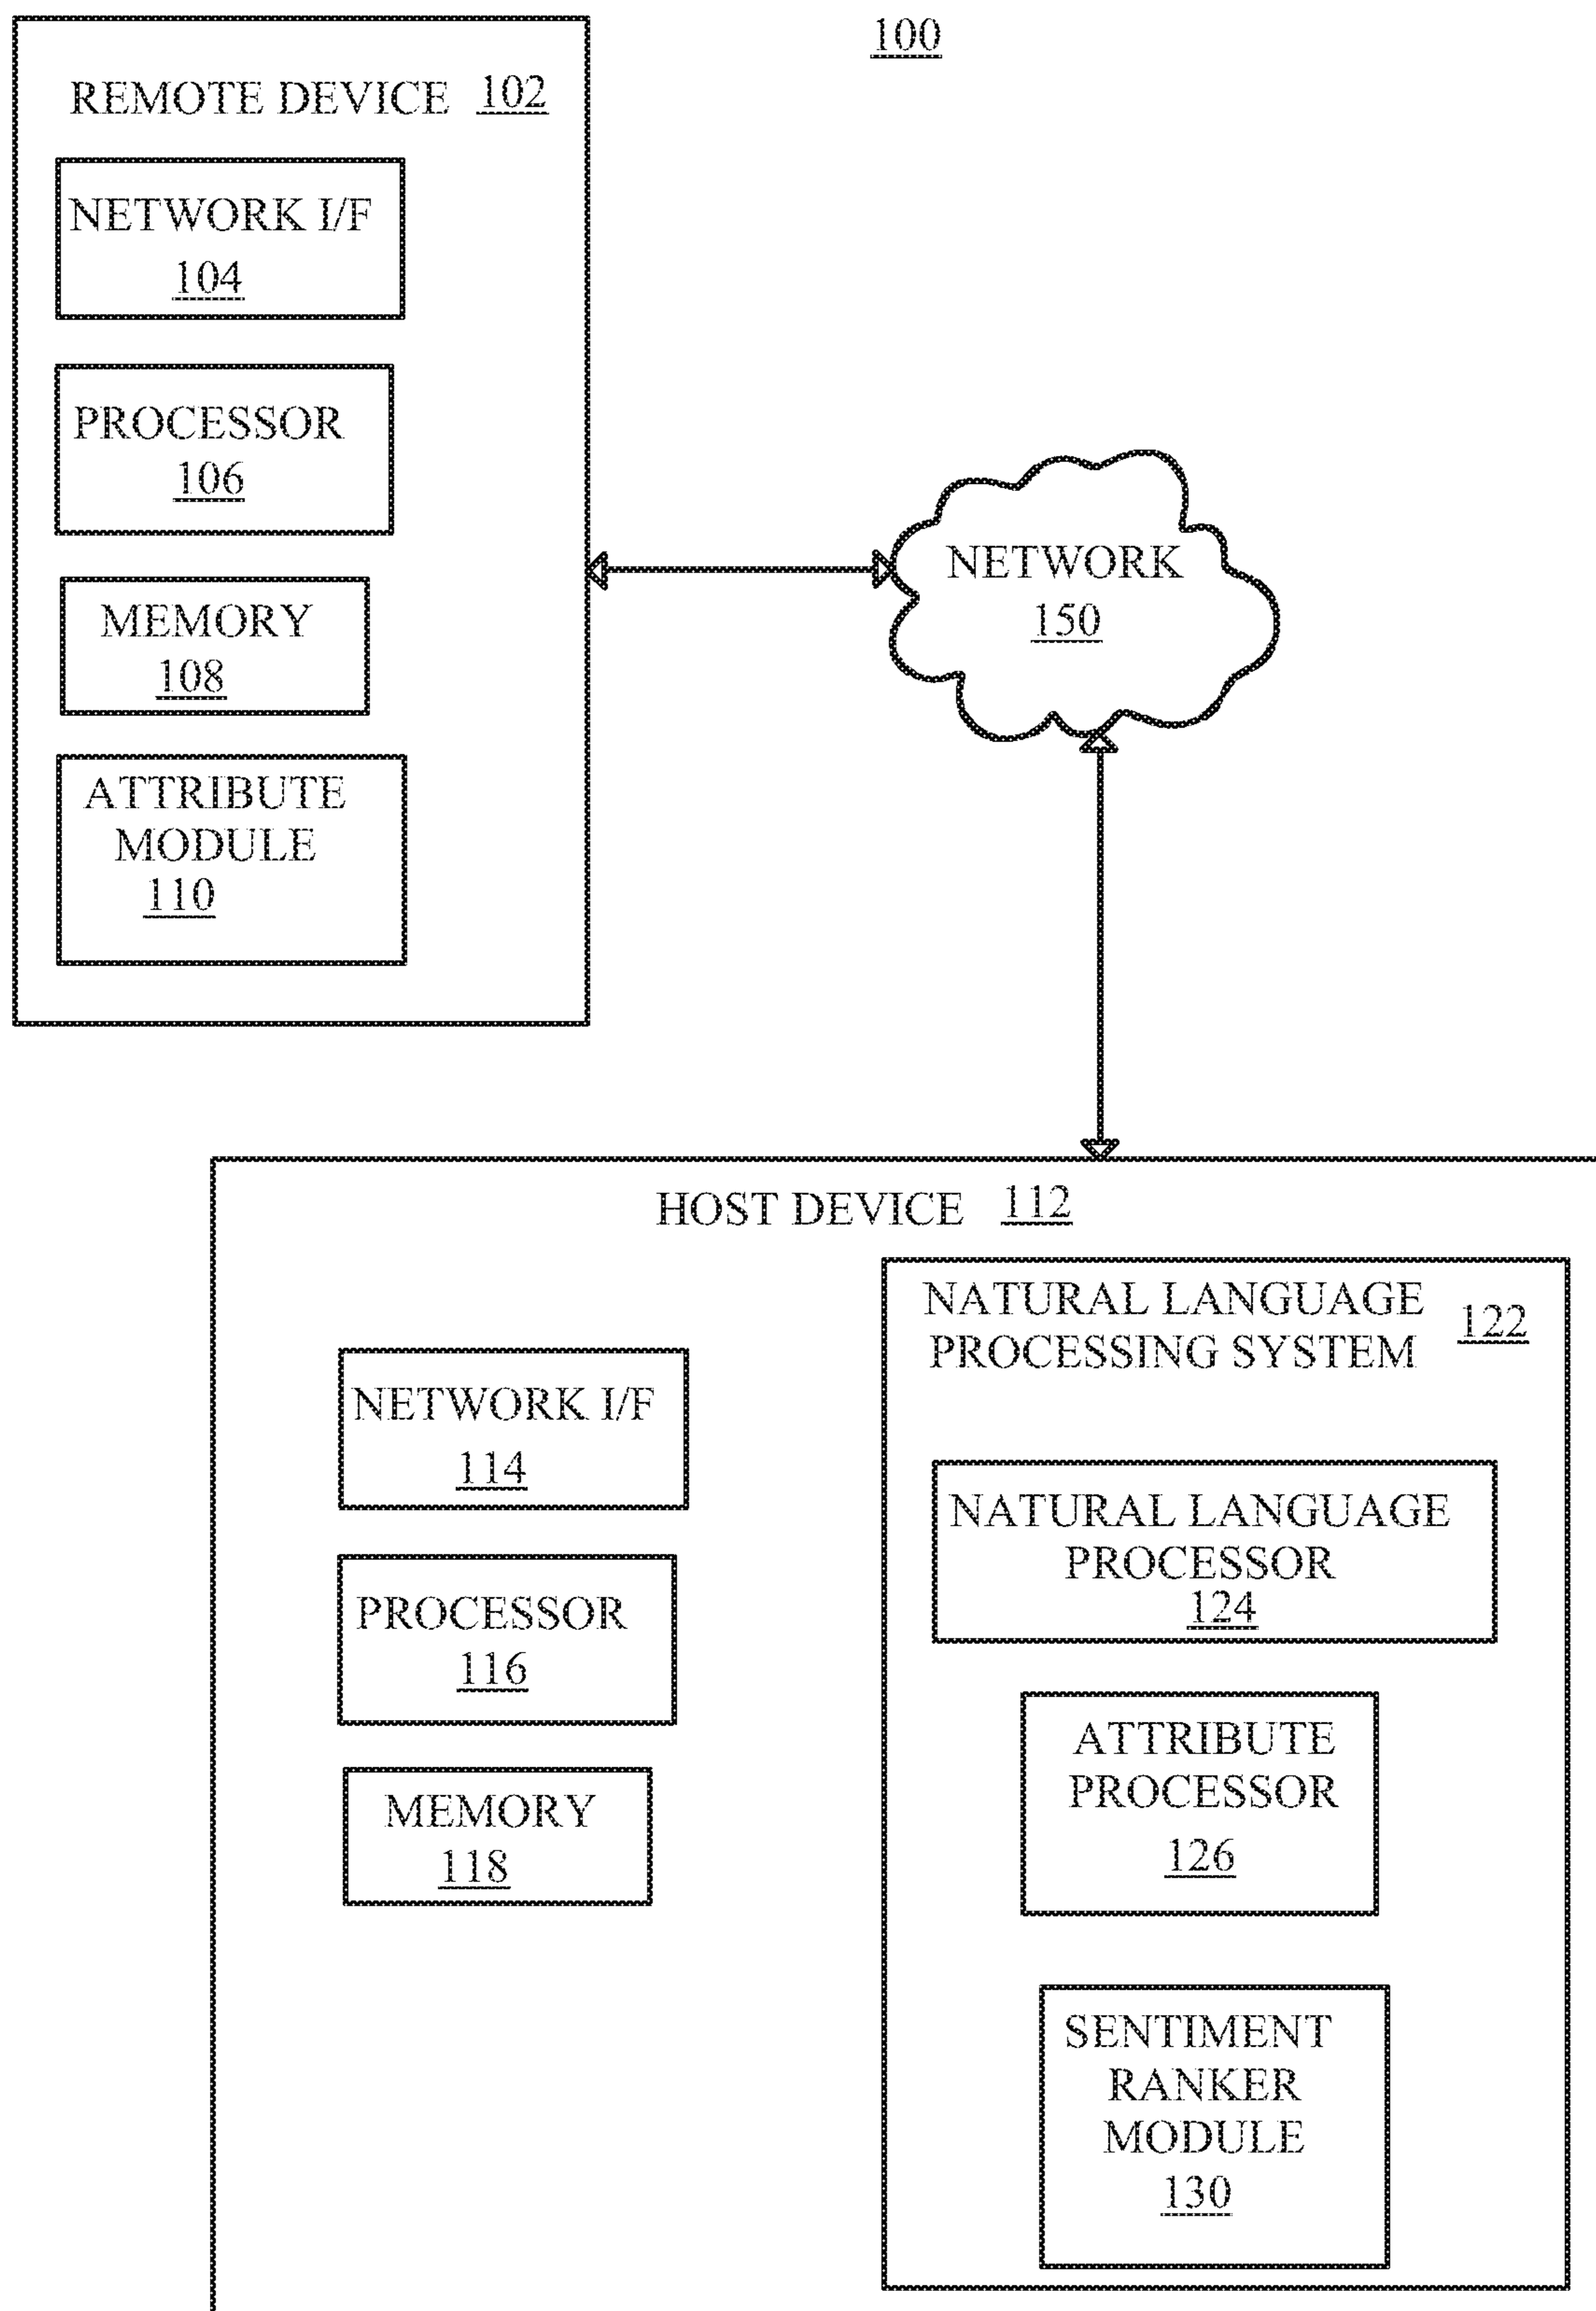 100
REMOTE DEVICE 102
NETWORK I/F
104
PROCESSOR
106
MEMORY
108
ATTRIBUTE
MODULE
110
NETWORK
150
HOST DEVICE 112
NETWORK I/F
114
PROCESSOR
116
MEMORY
118
NATURAL LANGUAGE
PROCESSING SYSTEM 122
NATURAL LANGUAGE
PROCESSOR
124
ATTRIBUTE
PROCESSOR
126
SENTIMENT
RANKER
MODULE
130